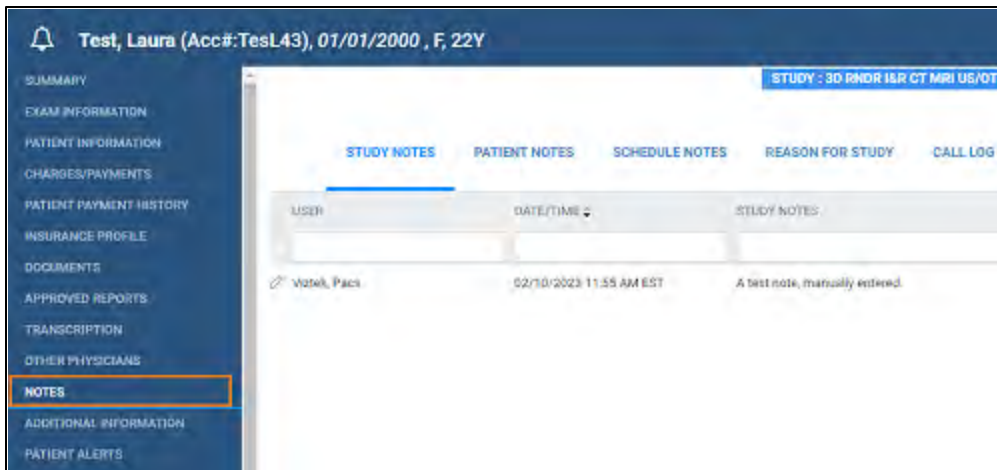 Test, Laura (Acc#:TesL43), 01/01/2000 , F, 22Y
STUDY : 3D RNDR I&R CT MRI US/OT
SUMMARY
EXAM INFORMATION
PATIENT INFORMATION
CHARGES/PAYMENTS
PATIENT PAYMENT HISTORY
INSURANCE PROFILE
DOCUMENTS
APPROVED REPORTS
TRANSCRIPTION
OTHER PHYSICIANS
NOTES
ADDITIONAL INFORMATION
PATIENT ALERTS
STUDY NOTES PATIENT NOTES SCHEDULE NOTES REASON FOR STUDY CALL LOG
USER DATE/TIME STUDY NOTES
Viztek, Pacs 02/10/2023 11:55 AM EST A test note, manually entered.